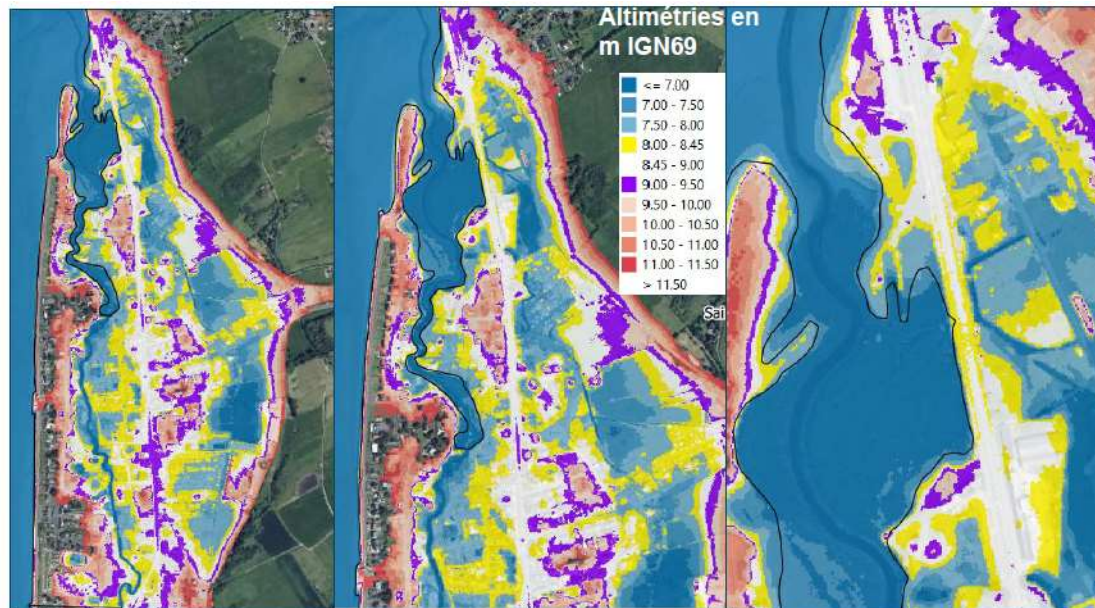 Altimétries en
m IGN69
<= 7.00
7.00 - 7.50
7.50 - 8.00
8.00 - 8.45
8.45 - 9.00
9.00 - 9.50
9.50 - 10.00
10.00 - 10.50
10.50 - 11.00
11.00 - 11.50
> 11.50
Sai